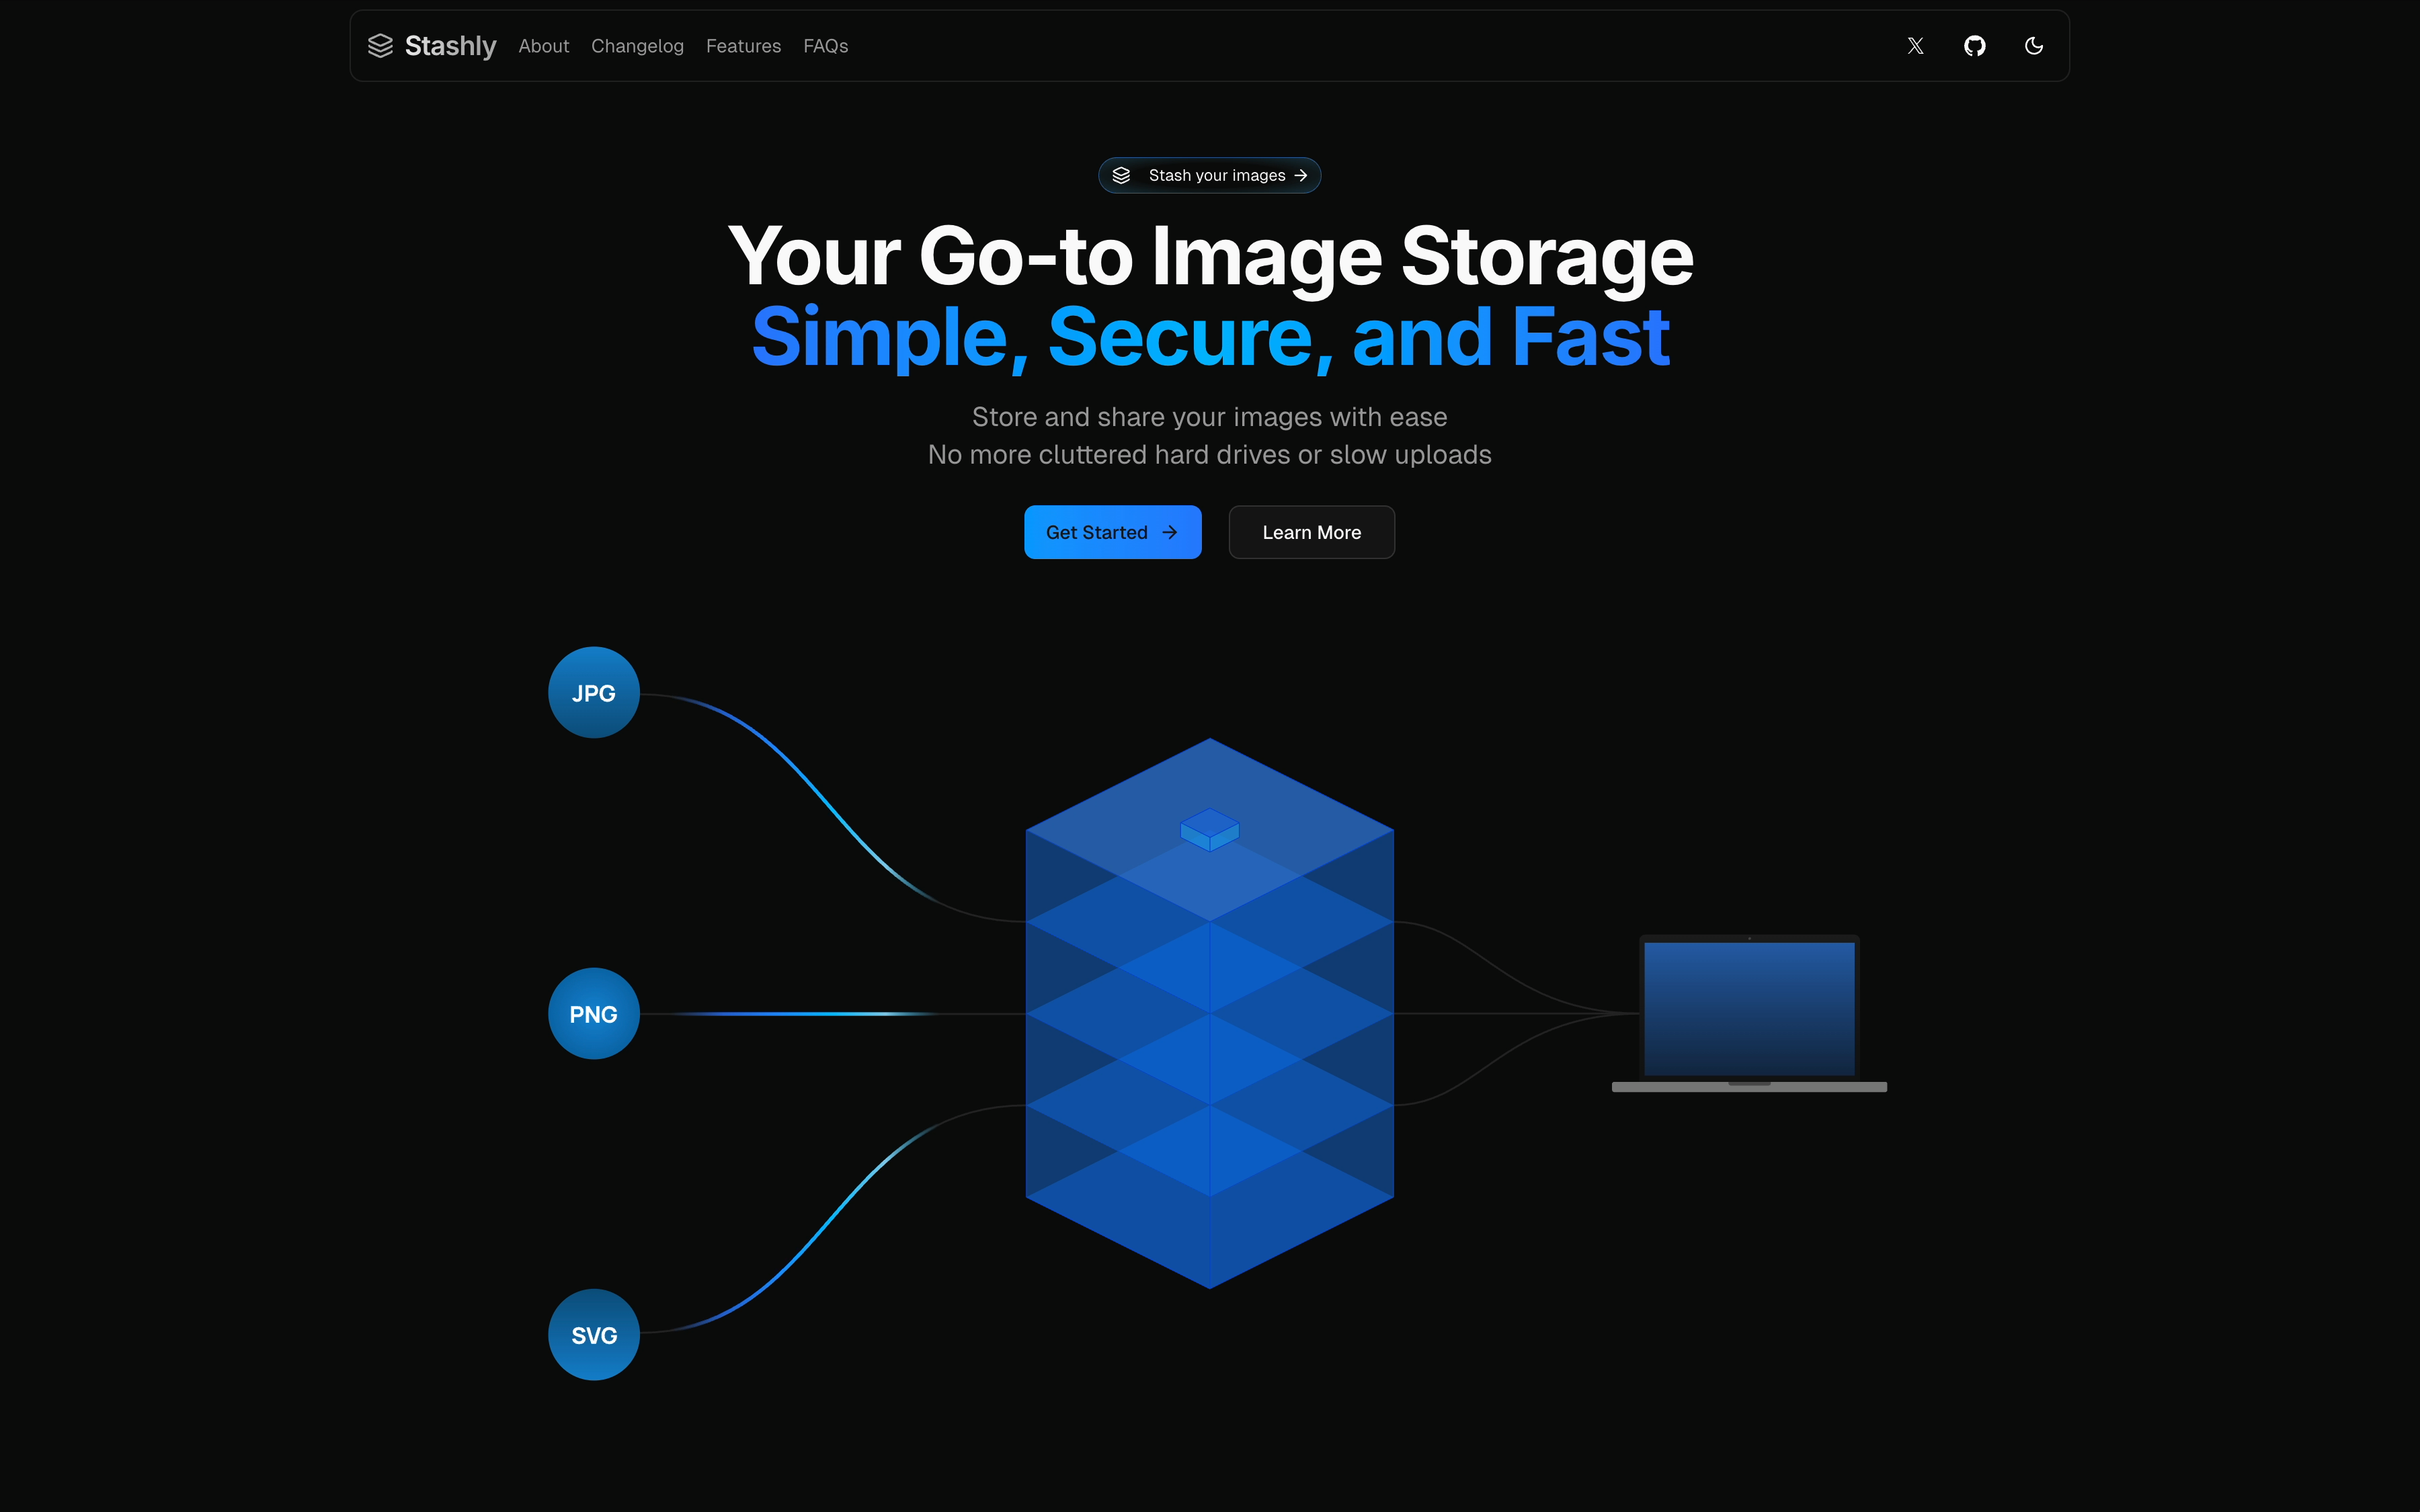 Stashly About Changelog Features FAQs
Stash your images
Your Go-to Image Storage
Simple, Secure, and Fast
Store and share your images with ease
No more cluttered hard drives or slow uploads
Get Started Learn More
JPG
PNG
SVG